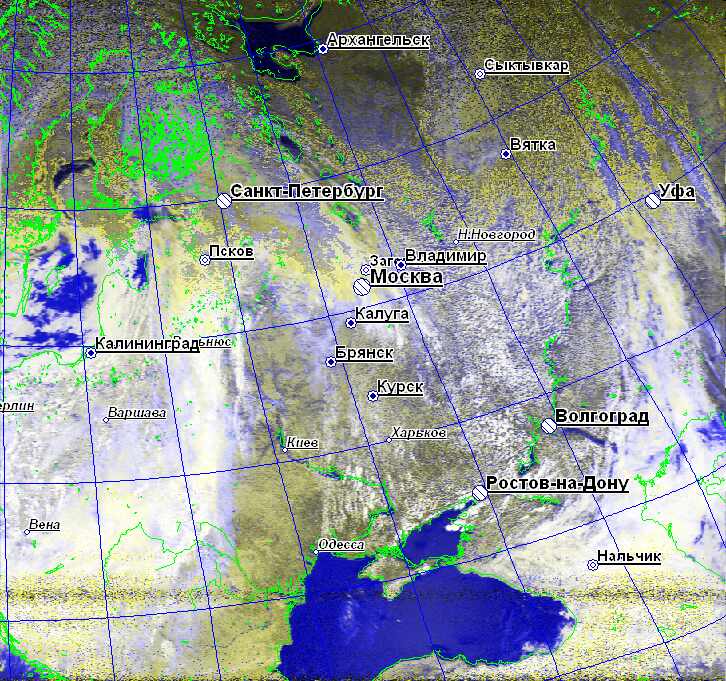 Архангельск
Сыктывкар
Вятка
Санкт-Петербург
Уфа
Н.Новгород
Псков
Владимир
Москва
Калуга
Калининград
Брянск
Курск
Варшава
Волгоград
Харьков
Киев
Ростов-на-Дону
Вена
Одесса
Нальчик